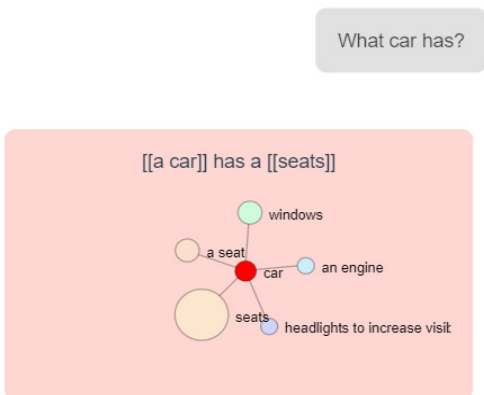 What car has?
[[a car]] has a [[seats]]
windows
a seat
an engine
car
seats
headlights to increase visit